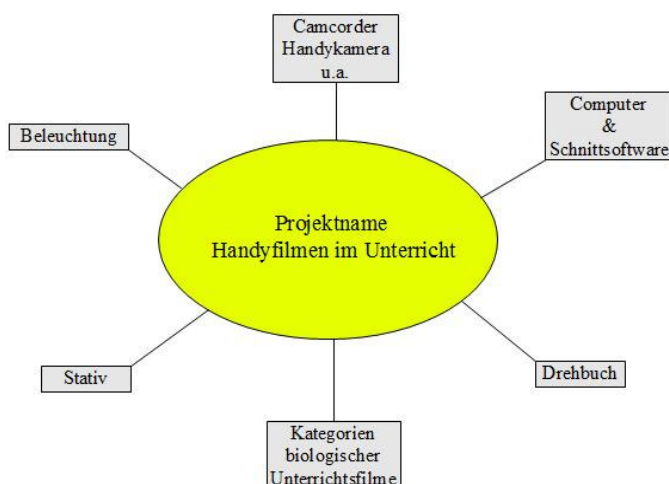 Camcorder
Handykamera
u.a.
Computer
&
Schnittsoftware
Beleuchtung
Projektname
Handyfilmen im Unterricht
Stativ
Drehbuch
Kategorien
biologischer
Unterrichtsfilme